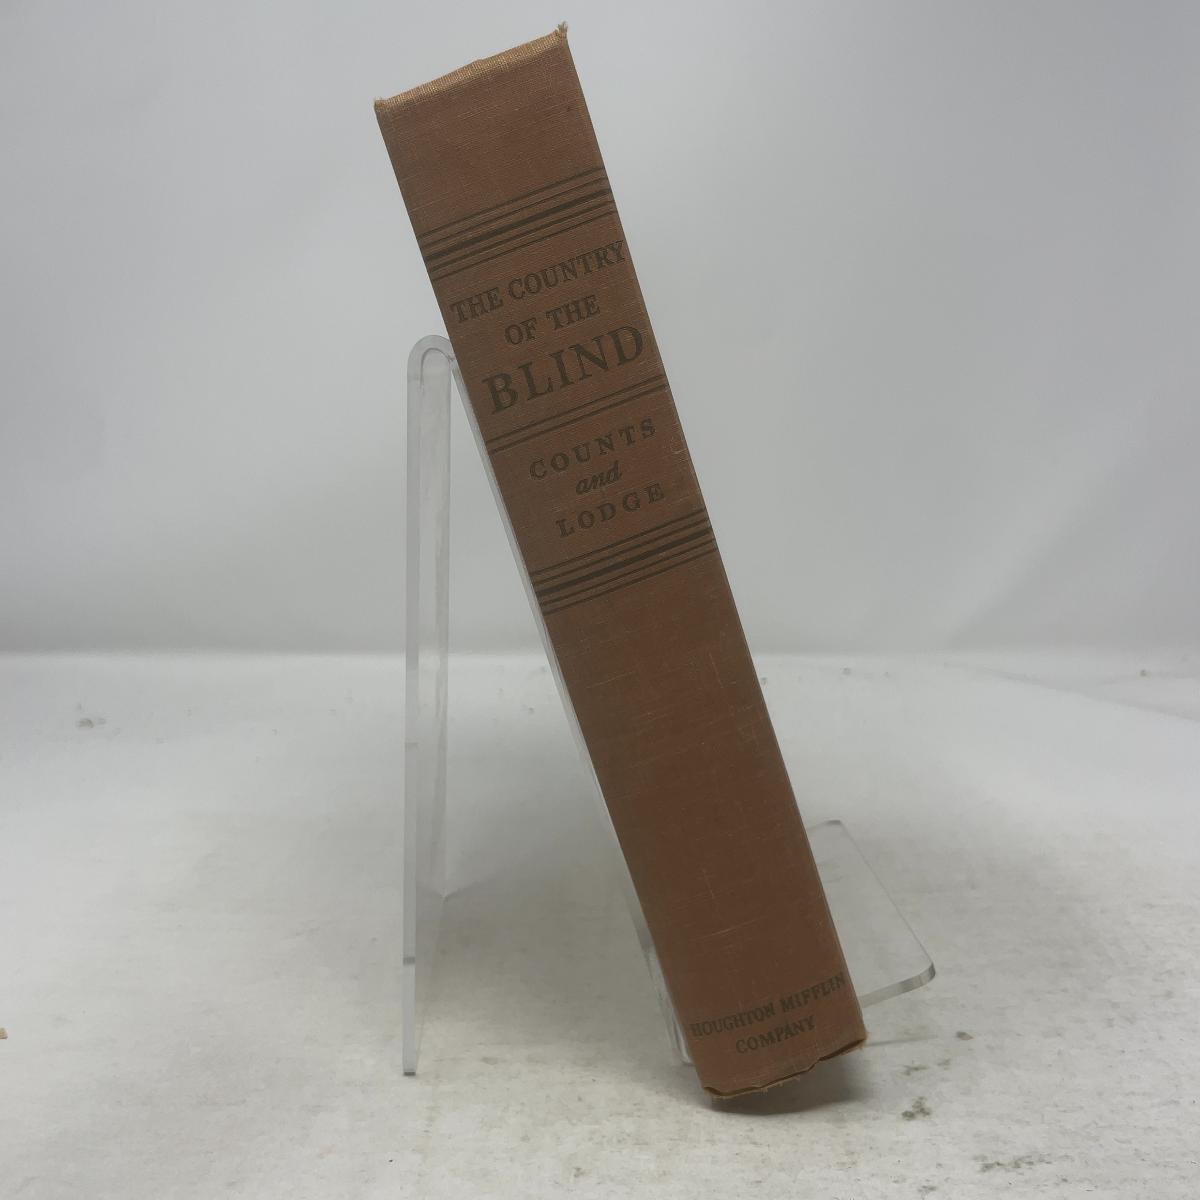 THE COUNTRY
OF THE
BLIND
COUNTS
and
LODGE
HOUGHTON MIFFLIN
COMPANY